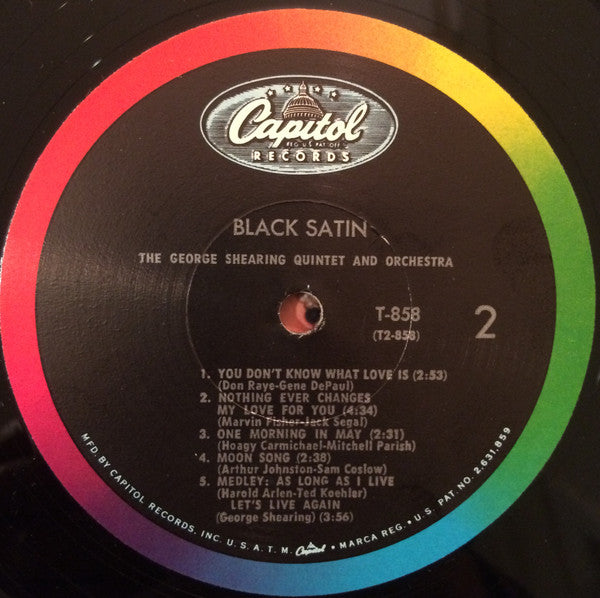 Capitol
REG. U.S. PAT. OFF.
RECORDS
BLACK SATIN
THE GEORGE SHEARING QUINTET AND ORCHESTRA
T-858
(T2-858)
2
1. YOU DON'T KNOW WHAT LOVE IS (2:53)
(Don Raye-Gene DePaul)
2. NOTHING EVER CHANGES
MY LOVE FOR YOU (4:34)
(Marvin Fisher-Jack Segal)
3. ONE MORNING IN MAY (2:31)
(Hoagy Carmichael-Mitchell Parish)
4. MOON SONG (2:38)
(Arthur Johnston-Sam Coslow)
5. MEDLEY: AS LONG AS I LIVE
(Harold Arlen-Ted Koehler)
LET'S LIVE AGAIN
(George Shearing) (3:56)
MFD. BY CAPITOL RECORDS, INC. U.S.A. T.M. Capitol • MARCA REG. • U.S. PAT. NO. 2,631,859